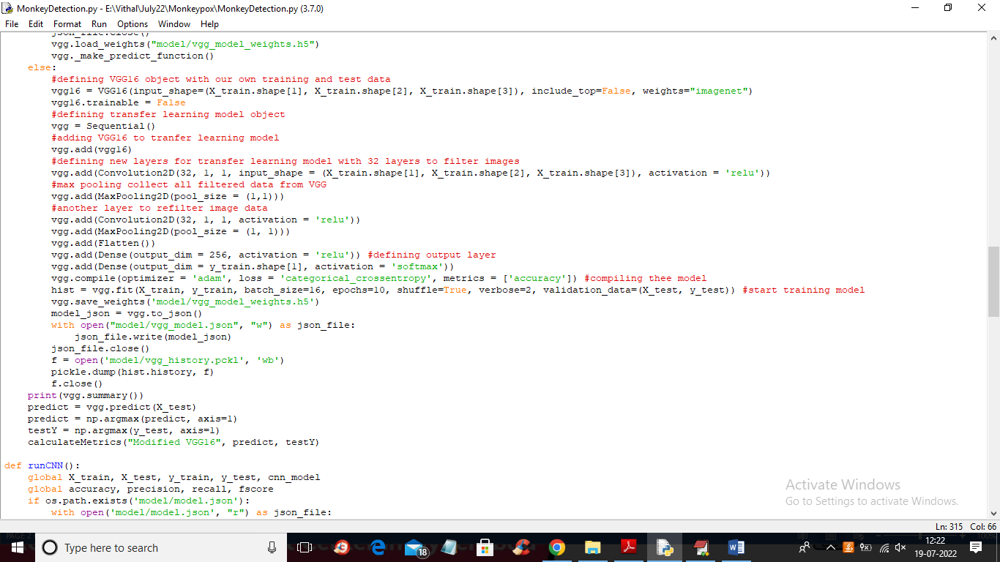 MonkeyDetection.py - E:\Vithal\July22\Monkeypox\MonkeyDetection.py (3.7.0)
File Edit Format Run Options Window Help
json_file.close()
vgg.load_weights("model/vgg_model_weights.h5")
vgg._make_predict_function()
else:
#defining VGG16 object with our own training and test data
vgg16 = VGG16(input_shape=(X_train.shape[1], X_train.shape[2], X_train.shape[3]), include_top=False, weights="imagenet")
vgg16.trainable = False
#defining transfer learning model object
vgg = Sequential()
#adding VGG16 to tranfer learning model
vgg.add(vgg16)
#defining new layers for transfer learning model with 32 layers to filter images
vgg.add(Convolution2D(32, 1, 1, input_shape = (X_train.shape[1], X_train.shape[2], X_train.shape[3]), activation = 'relu'))
#max pooling collect all filtered data from VGG
vgg.add(MaxPooling2D(pool_size = (1,1)))
#another layer to refilter image data
vgg.add(Convolution2D(32, 1, 1, activation = 'relu'))
vgg.add(MaxPooling2D(pool_size = (1, 1)))
vgg.add(Flatten())
vgg.add(Dense(output_dim = 256, activation = 'relu')) #defining output layer
vgg.add(Dense(output_dim = y_train.shape[1], activation = 'softmax'))
vgg.compile(optimizer = 'adam', loss = 'categorical_crossentropy', metrics = ['accuracy']) #compiling thee model
hist = vgg.fit(X_train, y_train, batch_size=16, epochs=10, shuffle=True, verbose=2, validation_data=(X_test, y_test)) #start training model
vgg.save_weights('model/vgg_model_weights.h5')
model_json = vgg.to_json()
with open("model/vgg_model.json", "w") as json_file:
json_file.write(model_json)
json_file.close()
f = open('model/vgg_history.pckl', 'wb')
pickle.dump(hist.history, f)
f.close()
print(vgg.summary())
predict = vgg.predict(X_test)
predict = np.argmax(predict, axis=1)
testY = np.argmax(y_test, axis=1)
calculateMetrics("Modified VGG16", predict, testY)
def runCNN():
global X_train, X_test, y_train, y_test, cnn_model
global accuracy, precision, recall, fscore
if os.path.exists('model/model.json'):
with open('model/model.json', "r") as json_file:
Activate Windows
Go to Settings to activate Windows.
Ln: 315 Col: 66
Type here to search
18
12:22
19-07-2022